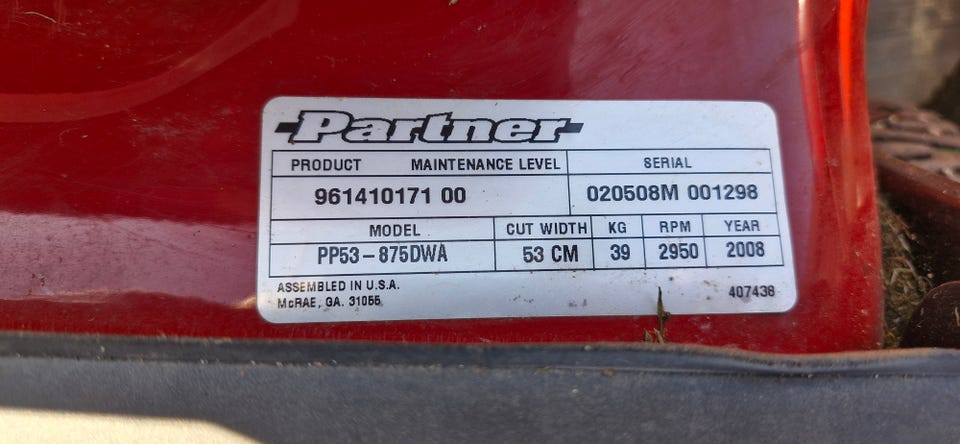 Partner
PRODUCT MAINTENANCE LEVEL SERIAL
961410171 00 020508M 001298
MODEL CUT WIDTH KG RPM YEAR
PP53-875DWA 53 CM 39 2950 2008
ASSEMBLED IN U.S.A.
McRAE, GA. 31055 407438